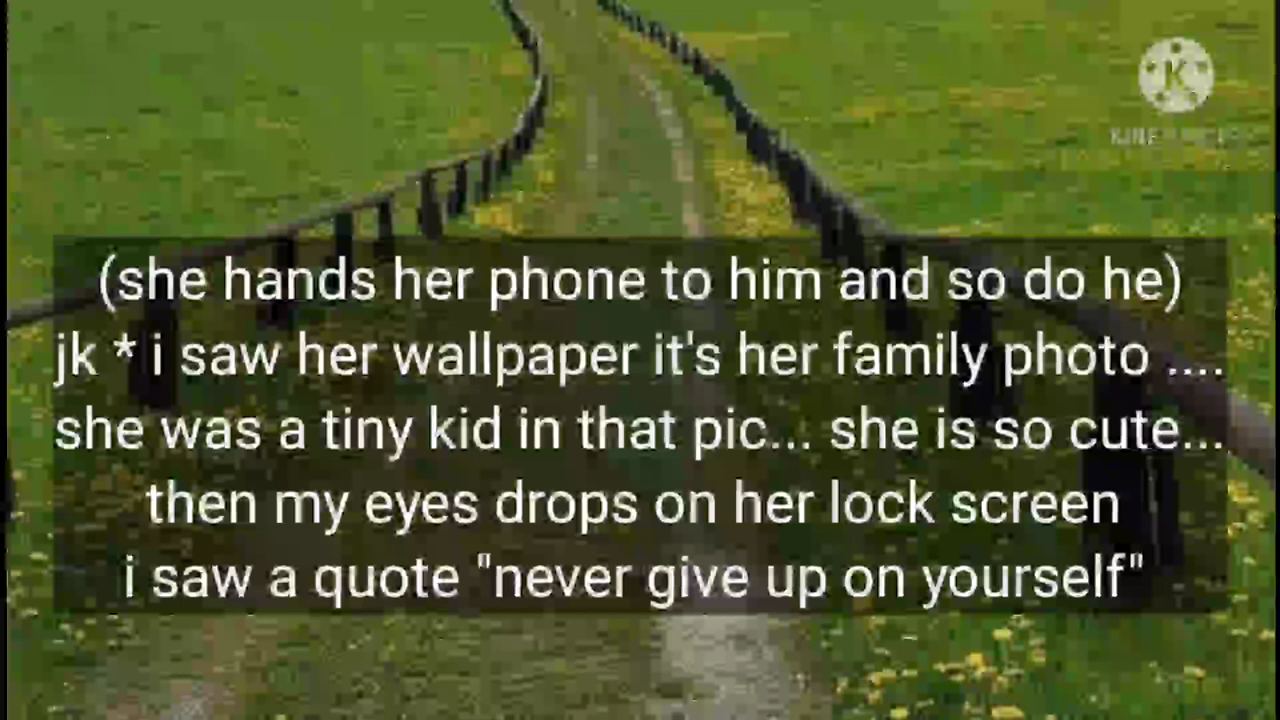 (she hands her phone to him and so do he)
jk * i saw her wallpaper it's her family photo ....
she was a tiny kid in that pic... she is so cute...
then my eyes drops on her lock screen
i saw a quote "never give up on yourself"
K